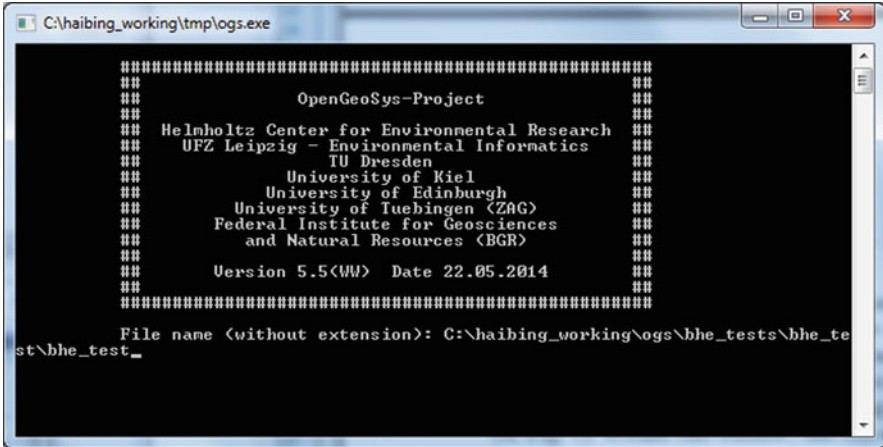 C:\haibing_working\tmp\ogs.exe
###################################################
## ##
## OpenGeoSys-Project ##
## ##
## Helmholtz Center for Environmental Research ##
## UFZ Leipzig - Environmental Informatics ##
## TU Dresden ##
## University of Kiel ##
## University of Edinburgh ##
## University of Tuebingen (ZAG) ##
## Federal Institute for Geosciences ##
## and Natural Resources (BGR) ##
## ##
## Version 5.5(WW) Date 22.05.2014 ##
## ##
###################################################
File name (without extension): C:\haibing_working\ogs\bhe_tests\bhe_te
st\bhe_test_